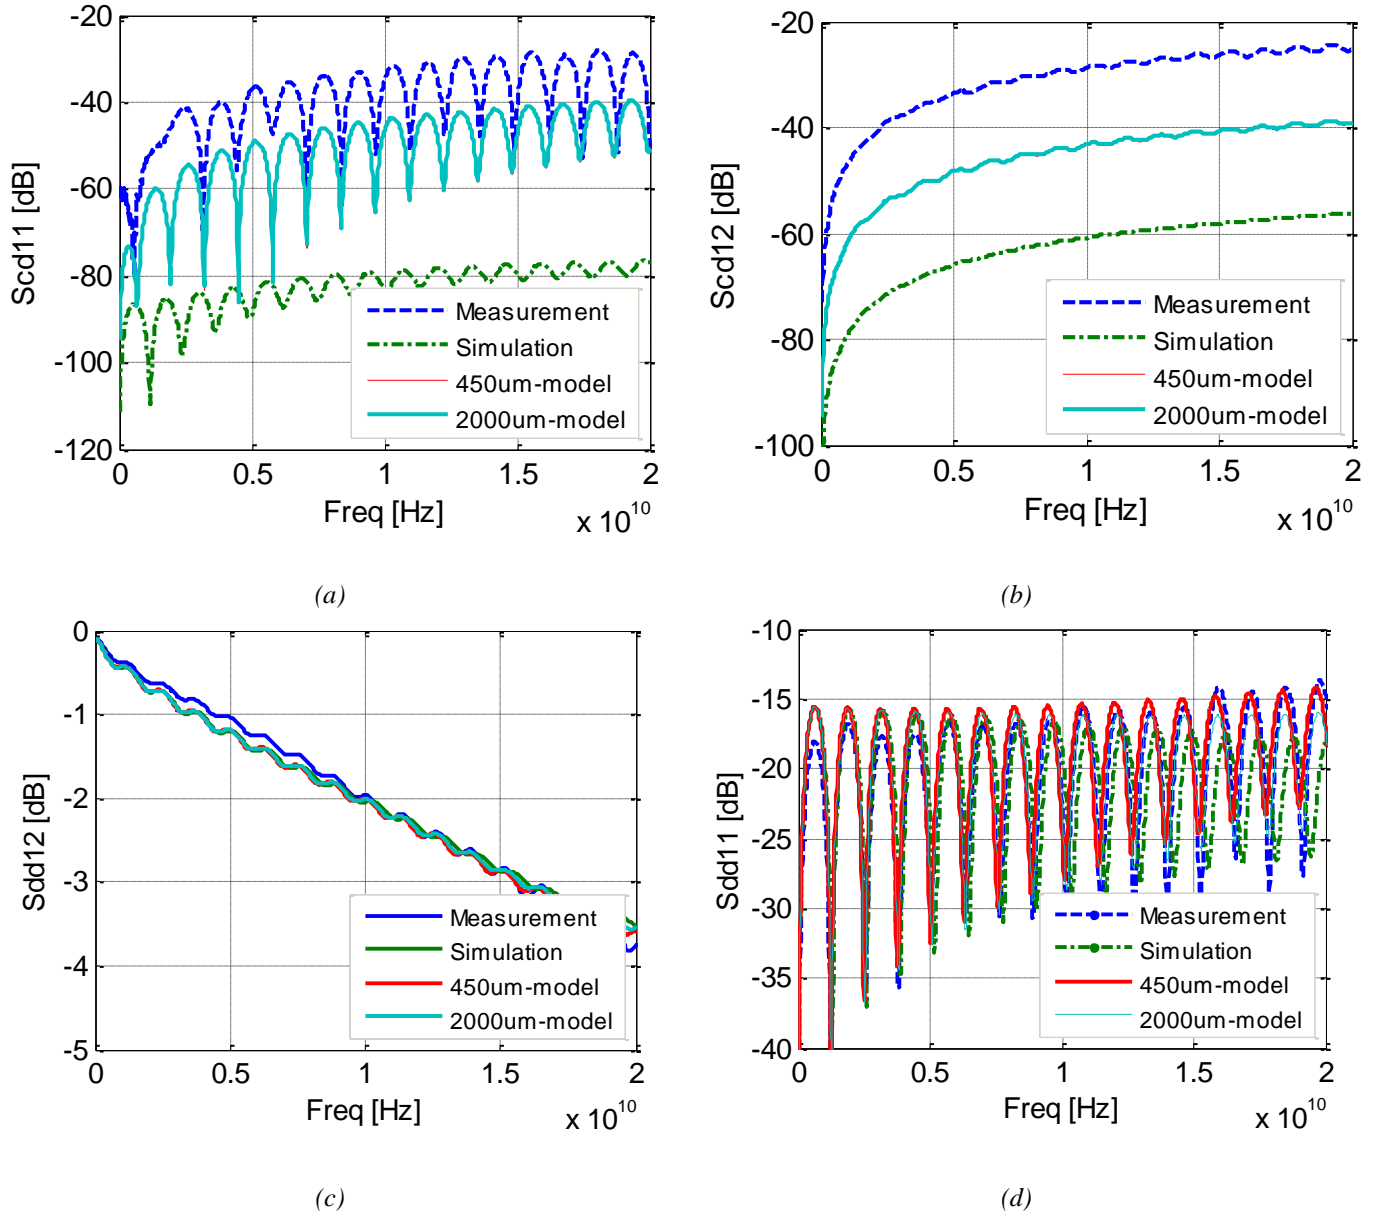 -20
-40
-60
-80
-100
-120
Scd11 [dB]
0
0.5
1
1.5
2
Freq [Hz]
x 10^10
Measurement
Simulation
450um-model
2000um-model
(a)
-20
-40
-60
-80
-100
Scd12 [dB]
0
0.5
1
1.5
2
Freq [Hz]
x 10^10
Measurement
Simulation
450um-model
2000um-model
(b)
0
-1
-2
-3
-4
-5
Sdd12 [dB]
0
0.5
1
1.5
2
Freq [Hz]
x 10^10
Measurement
Simulation
450um-model
2000um-model
(c)
-10
-15
-20
-25
-30
-35
-40
Sdd11 [dB]
0
0.5
1
1.5
2
Freq [Hz]
x 10^10
Measurement
Simulation
450um-model
2000um-model
(d)